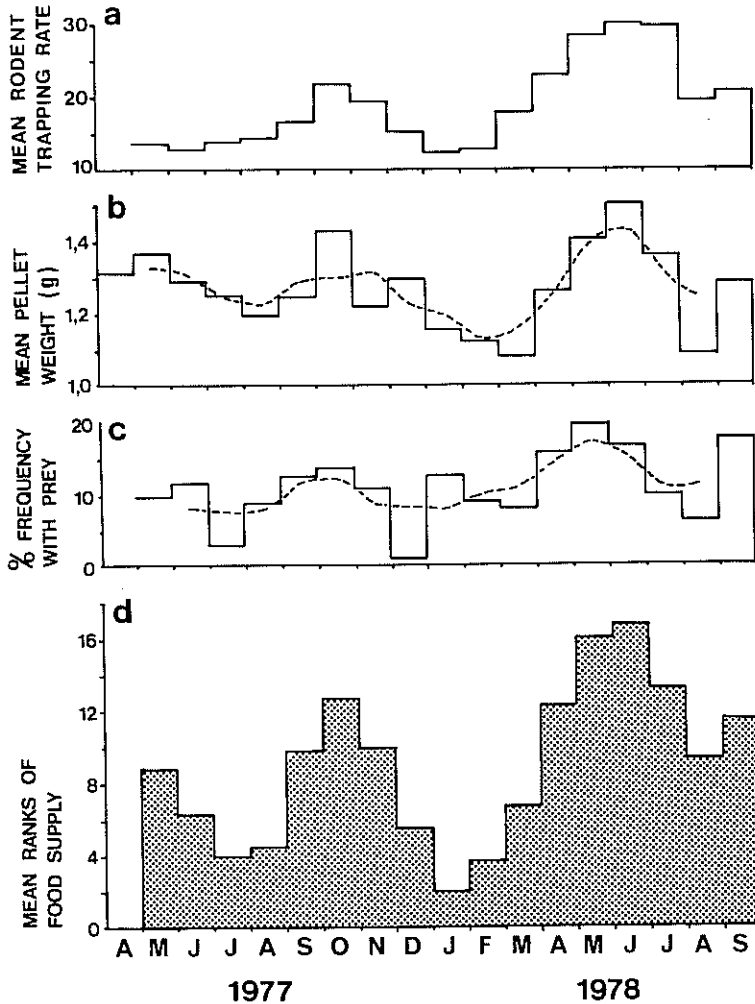 a
MEAN RODENT
TRAPPING RATE
30
20
10
b
MEAN PELLET
WEIGHT (g)
1,4
1,2
1,0
c
% FREQUENCY
WITH PREY
20
10
0
d
MEAN RANKS OF
FOOD SUPPLY
16
12
8
4
0
A M J J A S O N D J F M A M J J A S
1977 1978